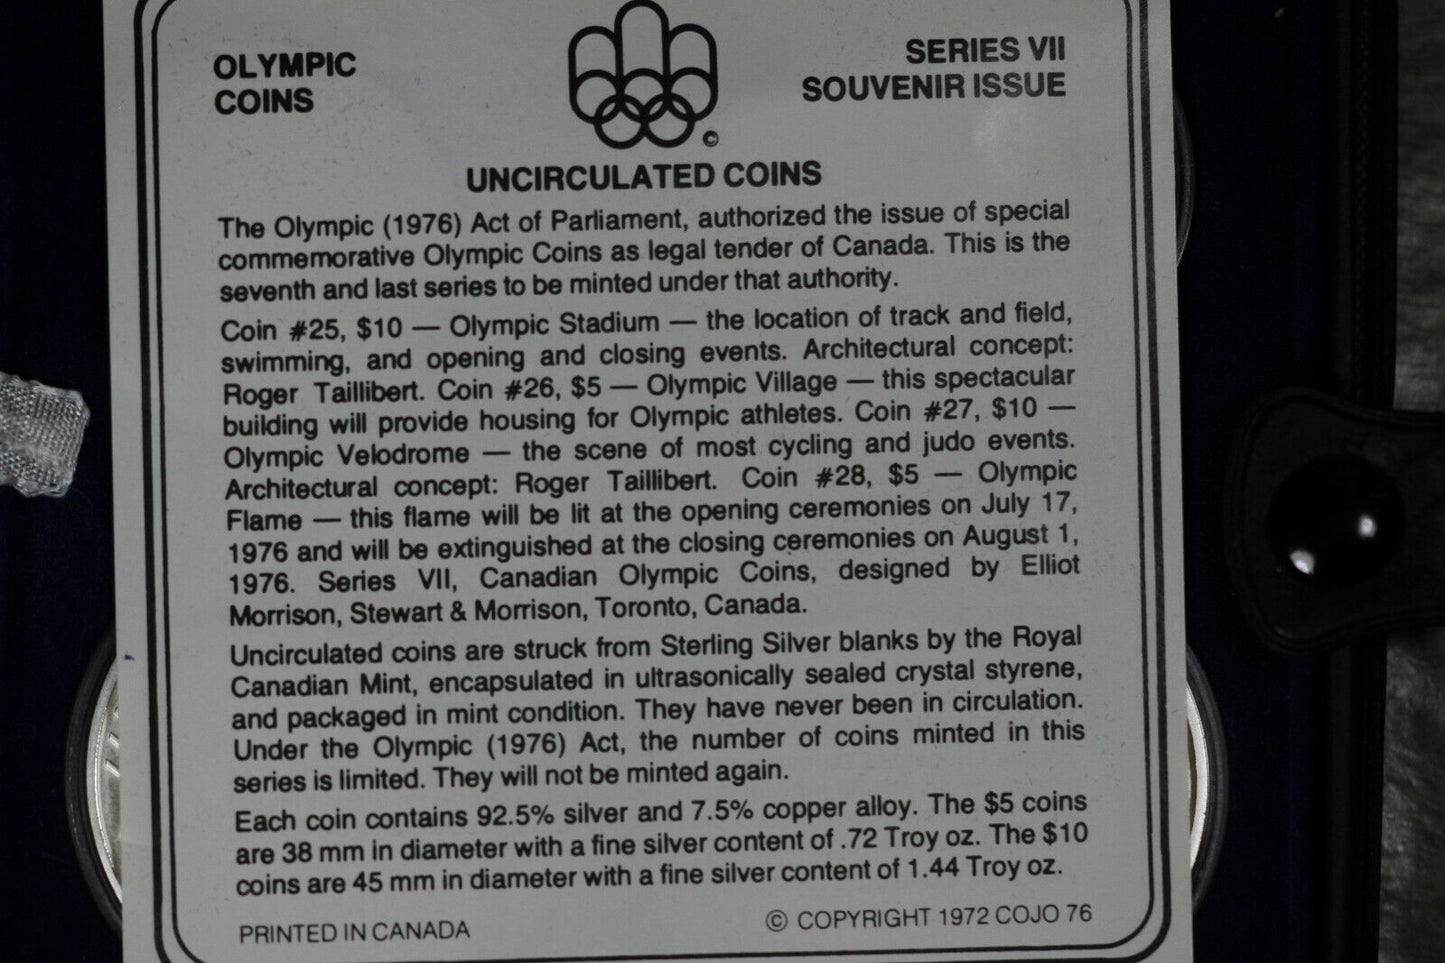 OLYMPIC
COINS
SERIES VII
SOUVENIR ISSUE
©
UNCIRCULATED COINS
The Olympic (1976) Act of Parliament, authorized the issue of special
commemorative Olympic Coins as legal tender of Canada. This is the
seventh and last series to be minted under that authority.
Coin #25, $10 — Olympic Stadium — the location of track and field,
swimming, and opening and closing events. Architectural concept:
Roger Taillibert. Coin #26, $5 — Olympic Village — this spectacular
building will provide housing for Olympic athletes. Coin #27, $10 —
Olympic Velodrome — the scene of most cycling and judo events.
Architectural concept: Roger Taillibert. Coin #28, $5 — Olympic
Flame — this flame will be lit at the opening ceremonies on July 17,
1976 and will be extinguished at the closing ceremonies on August 1,
1976. Series VII, Canadian Olympic Coins, designed by Elliot
Morrison, Stewart & Morrison, Toronto, Canada.
Uncirculated coins are struck from Sterling Silver blanks by the Royal
Canadian Mint, encapsulated in ultrasonically sealed crystal styrene,
and packaged in mint condition. They have never been in circulation.
Under the Olympic (1976) Act, the number of coins minted in this
series is limited. They will not be minted again.
Each coin contains 92.5% silver and 7.5% copper alloy. The $5 coins
are 38 mm in diameter with a fine silver content of .72 Troy oz. The $10
coins are 45 mm in diameter with a fine silver content of 1.44 Troy oz.
PRINTED IN CANADA
© COPYRIGHT 1972 COJO 76